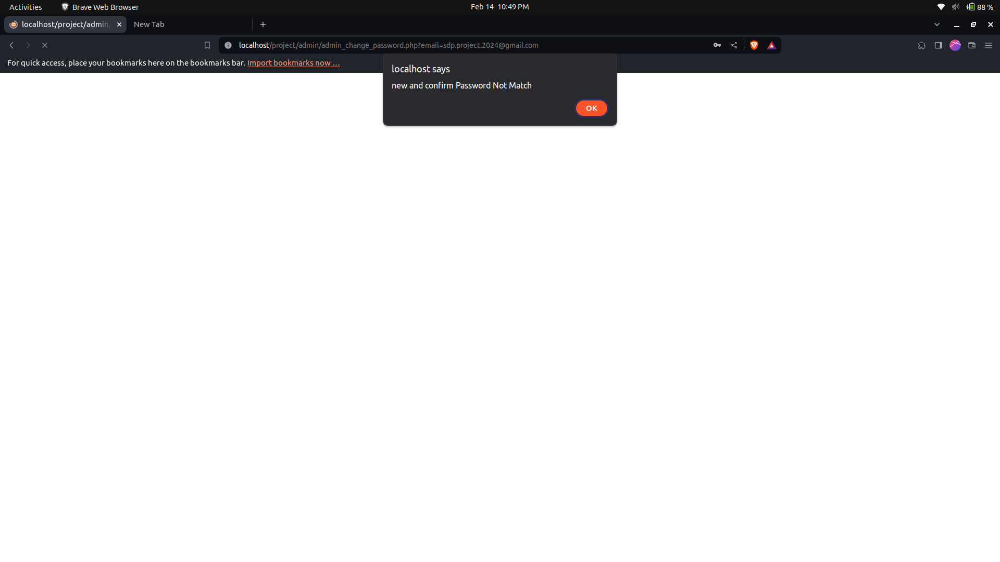 Activities Brave Web Browser Feb 14 10:49 PM 88 %
localhost/project/admin/ New Tab
localhost/project/admin/admin_change_password.php?email=sdp.project.2024@gmail.com
For quick access, place your bookmarks here on the bookmarks bar. Import bookmarks now ...
localhost says
new and confirm Password Not Match
OK